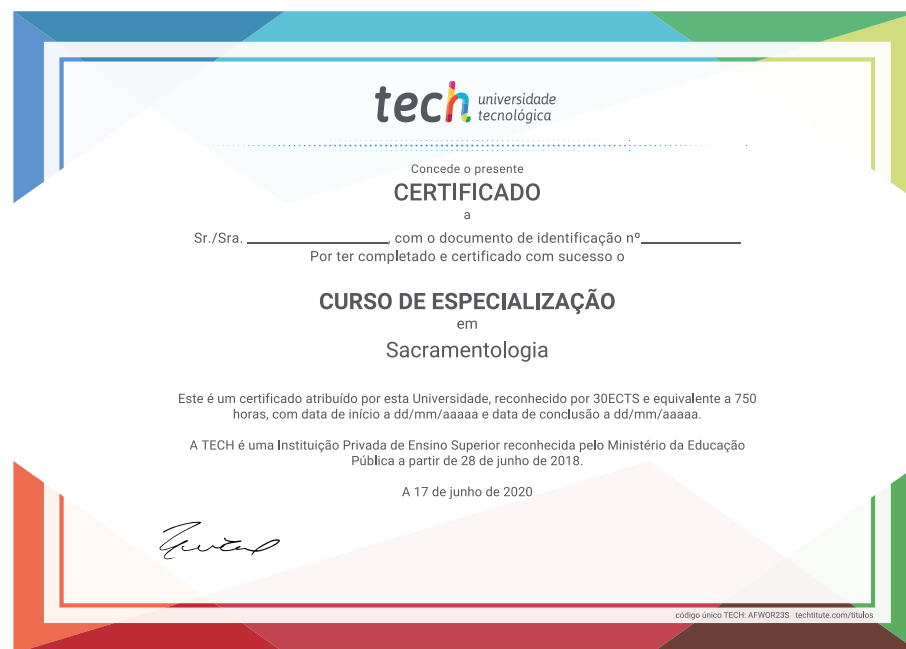 tech universidade
tecnológica
Concede o presente
CERTIFICADO
a
Sr./Sra. ________________, com o documento de identificação nº___________
Por ter completado e certificado com sucesso o
CURSO DE ESPECIALIZAÇÃO
em
Sacramentologia
Este é um certificado atribuído por esta Universidade, reconhecido por 30ECTS e equivalente a 750
horas, com data de início a dd/mm/aaaaa e data de conclusão a dd/mm/aaaaa.
A TECH é uma Instituição Privada de Ensino Superior reconhecida pelo Ministério da Educação
Pública a partir de 28 de junho de 2018.
A 17 de junho de 2020
código único TECH: AFWOR23S techtitute.com/titulos